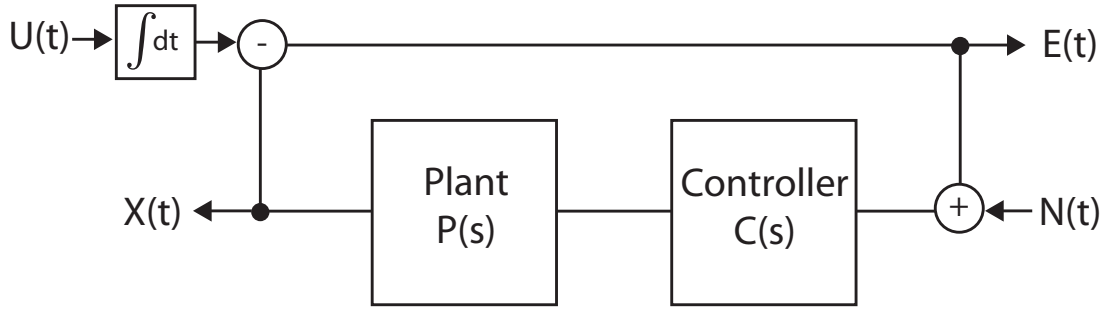 U(t)
∫dt
-
E(t)
Plant
P(s)
Controller
C(s)
X(t)
+
N(t)